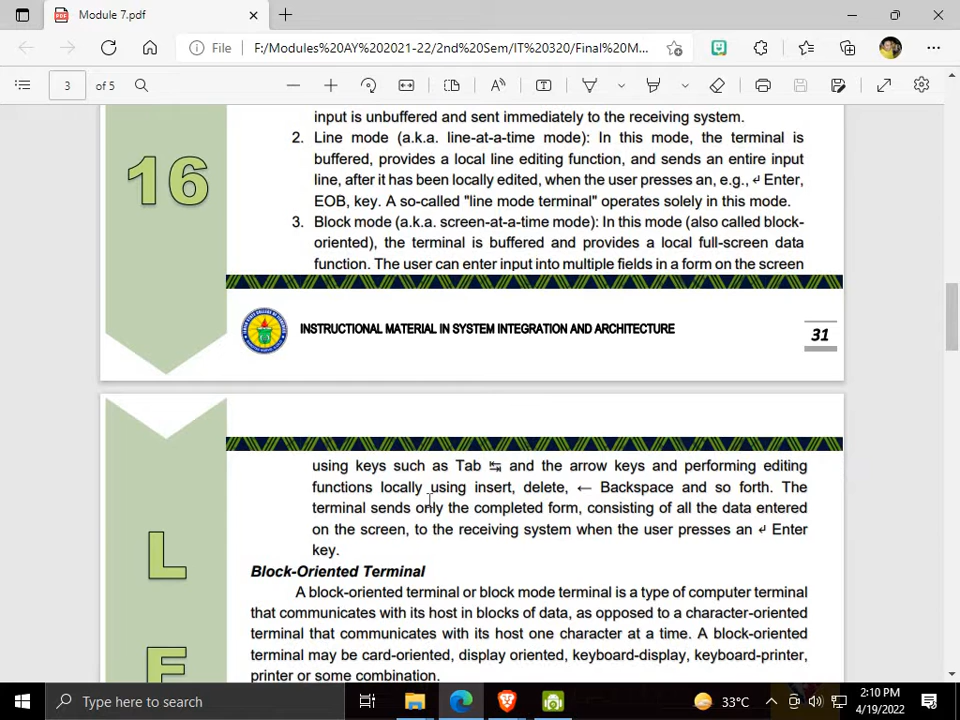 Module 7.pdf
File
F:/Modules%20AY%202021-22/2nd%20Sem/IT%20320/Final%20M...
3 of 5
input is unbuffered and sent immediately to the receiving system.
2. Line mode (a.k.a. line-at-a-time mode): In this mode, the terminal is
buffered, provides a local line editing function, and sends an entire input
line, after it has been locally edited, when the user presses an, e.g., ↵ Enter,
EOB, key. A so-called "line mode terminal" operates solely in this mode.
3. Block mode (a.k.a. screen-at-a-time mode): In this mode (also called block-
oriented), the terminal is buffered and provides a local full-screen data
function. The user can enter input into multiple fields in a form on the screen
16
INSTRUCTIONAL MATERIAL IN SYSTEM INTEGRATION AND ARCHITECTURE
31
using keys such as Tab ↹ and the arrow keys and performing editing
functions locally using insert, delete, ← Backspace and so forth. The
terminal sends only the completed form, consisting of all the data entered
on the screen, to the receiving system when the user presses an ↵ Enter
key.
Block-Oriented Terminal
A block-oriented terminal or block mode terminal is a type of computer terminal
that communicates with its host in blocks of data, as opposed to a character-oriented
terminal that communicates with its host one character at a time. A block-oriented
terminal may be card-oriented, display oriented, keyboard-display, keyboard-printer,
printer or some combination.
L
E
Type here to search
33°C
2:10 PM
4/19/2022